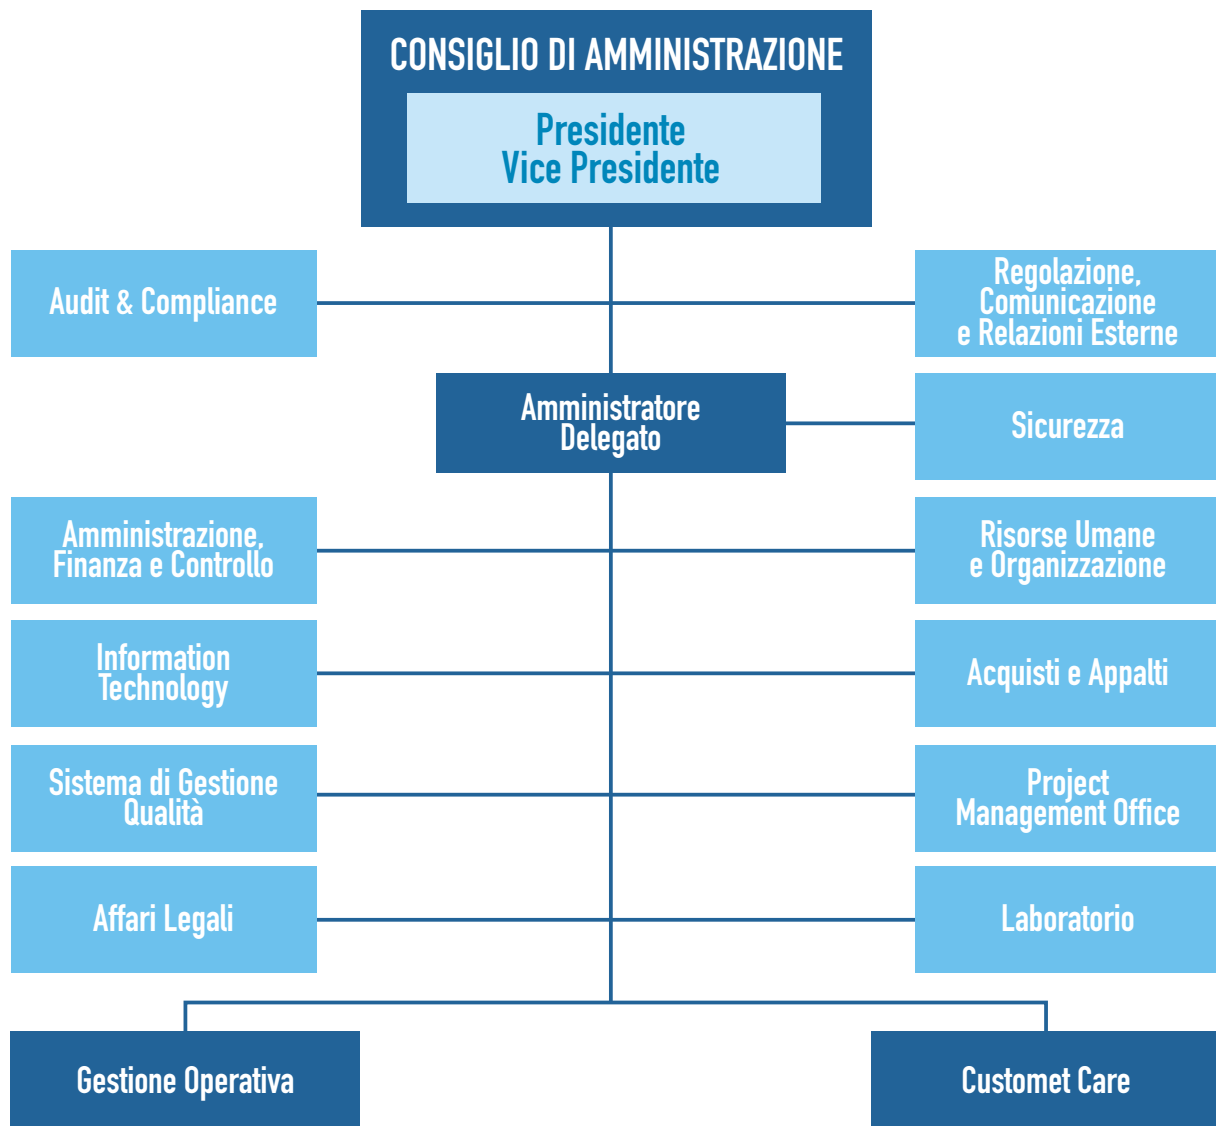 CONSIGLIO DI AMMINISTRAZIONE
Presidente
Vice Presidente
Audit & Compliance
Regolazione,
Comunicazione
e Relazioni Esterne
Amministratore
Delegato
Sicurezza
Amministrazione,
Finanza e Controllo
Risorse Umane
e Organizzazione
Information
Technology
Acquisti e Appalti
Sistema di Gestione
Qualità
Project
Management Office
Affari Legali
Laboratorio
Gestione Operativa
Customet Care